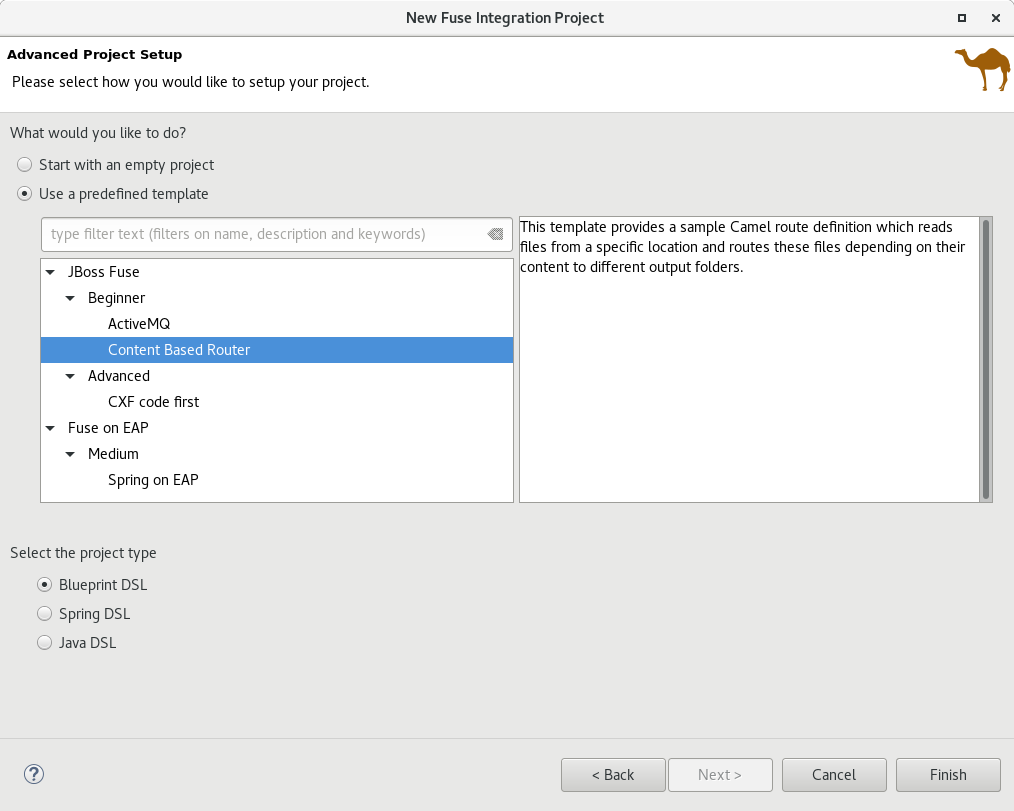 New Fuse Integration Project
Advanced Project Setup
Please select how you would like to setup your project.
What would you like to do?
Start with an empty project
Use a predefined template
type filter text (filters on name, description and keywords)
JBoss Fuse
Beginner
ActiveMQ
Content Based Router
Advanced
CXF code first
Fuse on EAP
Medium
Spring on EAP
This template provides a sample Camel route definition which reads
files from a specific location and routes these files depending on their
content to different output folders.
Select the project type
Blueprint DSL
Spring DSL
Java DSL
?
< Back
Next >
Cancel
Finish